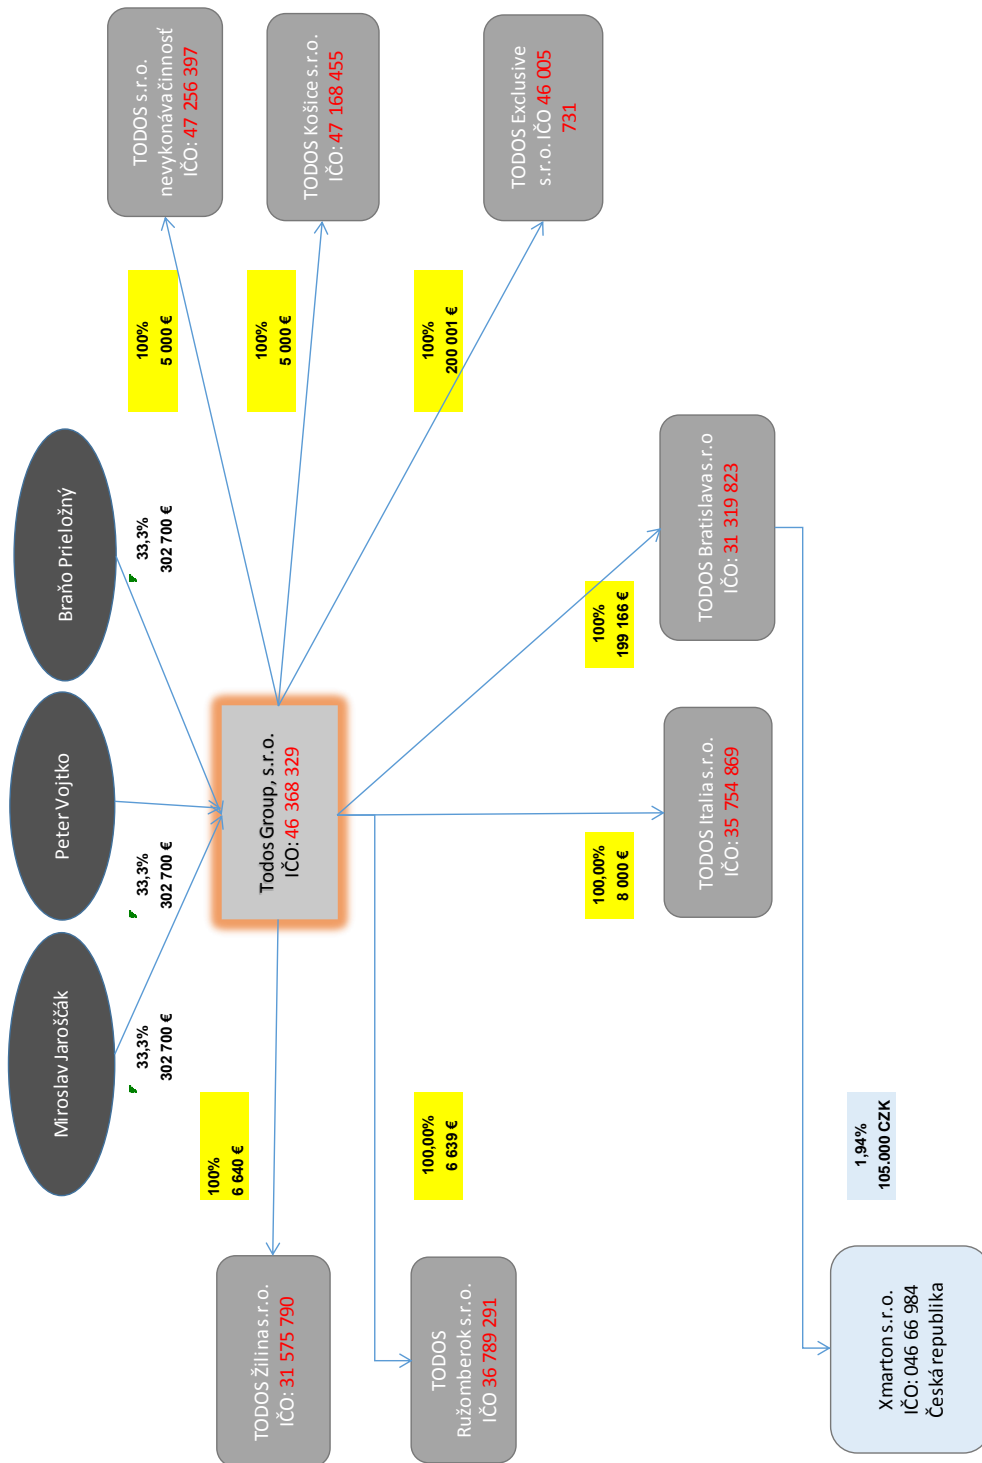 Miroslav Jaroščák
Peter Vojtko
Braňo Prieložný
33,3%
302 700 €
33,3%
302 700 €
33,3%
302 700 €
TODOS s.r.o.
nevykonáva činnosť
IČO: 47 256 397
100%
5 000 €
TODOS Košice s.r.o.
IČO: 47 168 455
100%
5 000 €
TODOS Exclusive
s.r.o. IČO 46 005
731
100%
200 001 €
Todos Group, s.r.o.
IČO: 46 368 329
100%
6 640 €
TODOS Žilina s.r.o.
IČO: 31 575 790
100,00%
6 639 €
TODOS
Ružomberok s.r.o.
IČO 36 789 291
100,00%
8 000 €
TODOS Italia s.r.o.
IČO: 35 754 869
100%
199 166 €
TODOS Bratislava s.r.o
IČO: 31 319 823
1,94%
105.000 CZK
Xmarton s.r.o.
IČO: 046 66 984
Česká republika